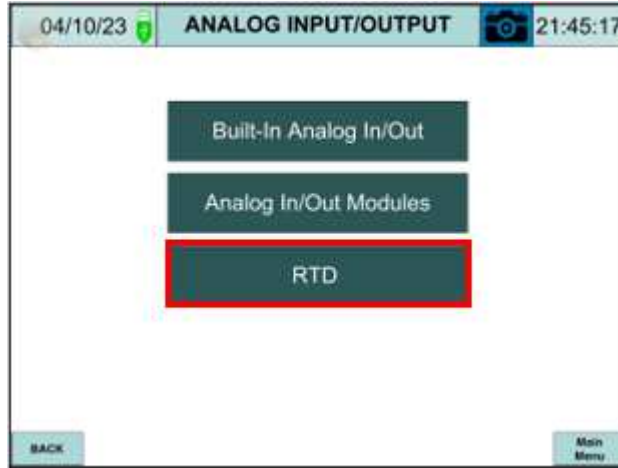 04/10/23 ANALOG INPUT/OUTPUT 21:45:17
Built-In Analog In/Out
Analog In/Out Modules
RTD
BACK
Main
Menu